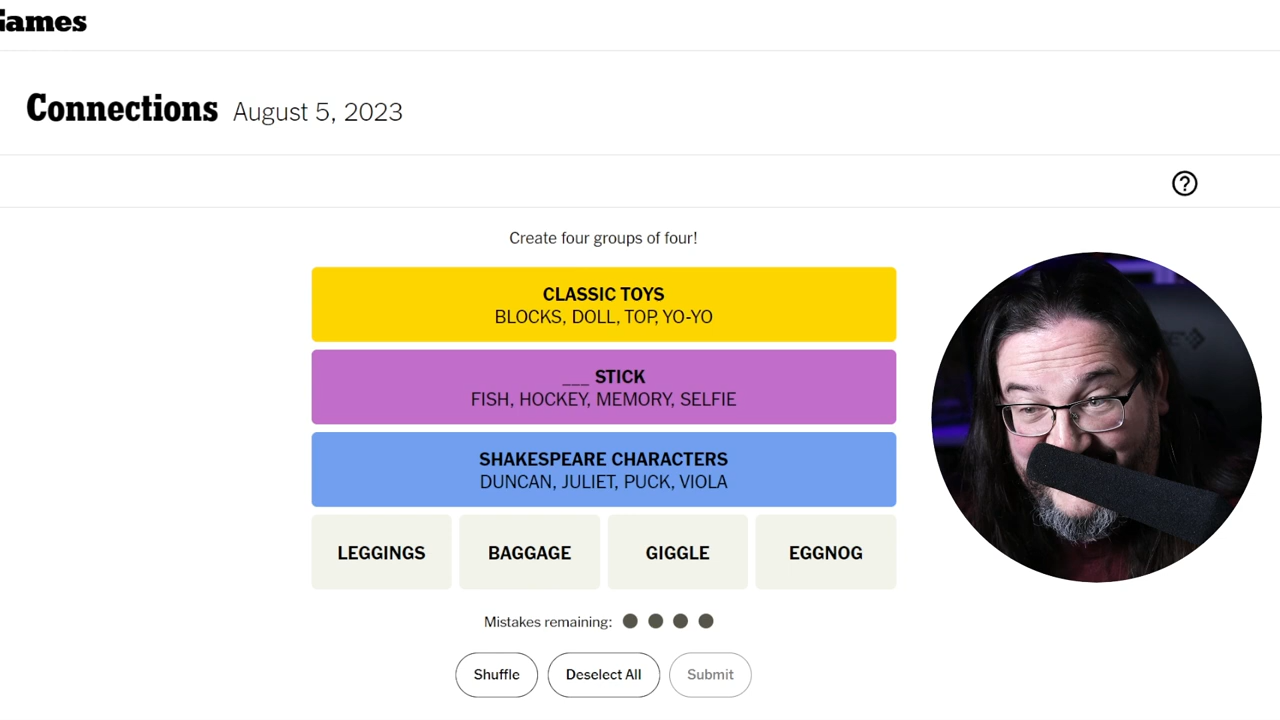 Games
Connections August 5, 2023
Create four groups of four!
CLASSIC TOYS
BLOCKS, DOLL, TOP, YO-YO
___ STICK
FISH, HOCKEY, MEMORY, SELFIE
SHAKESPEARE CHARACTERS
DUNCAN, JULIET, PUCK, VIOLA
LEGGINGS BAGGAGE GIGGLE EGGNOG
Mistakes remaining:
Shuffle Deselect All Submit